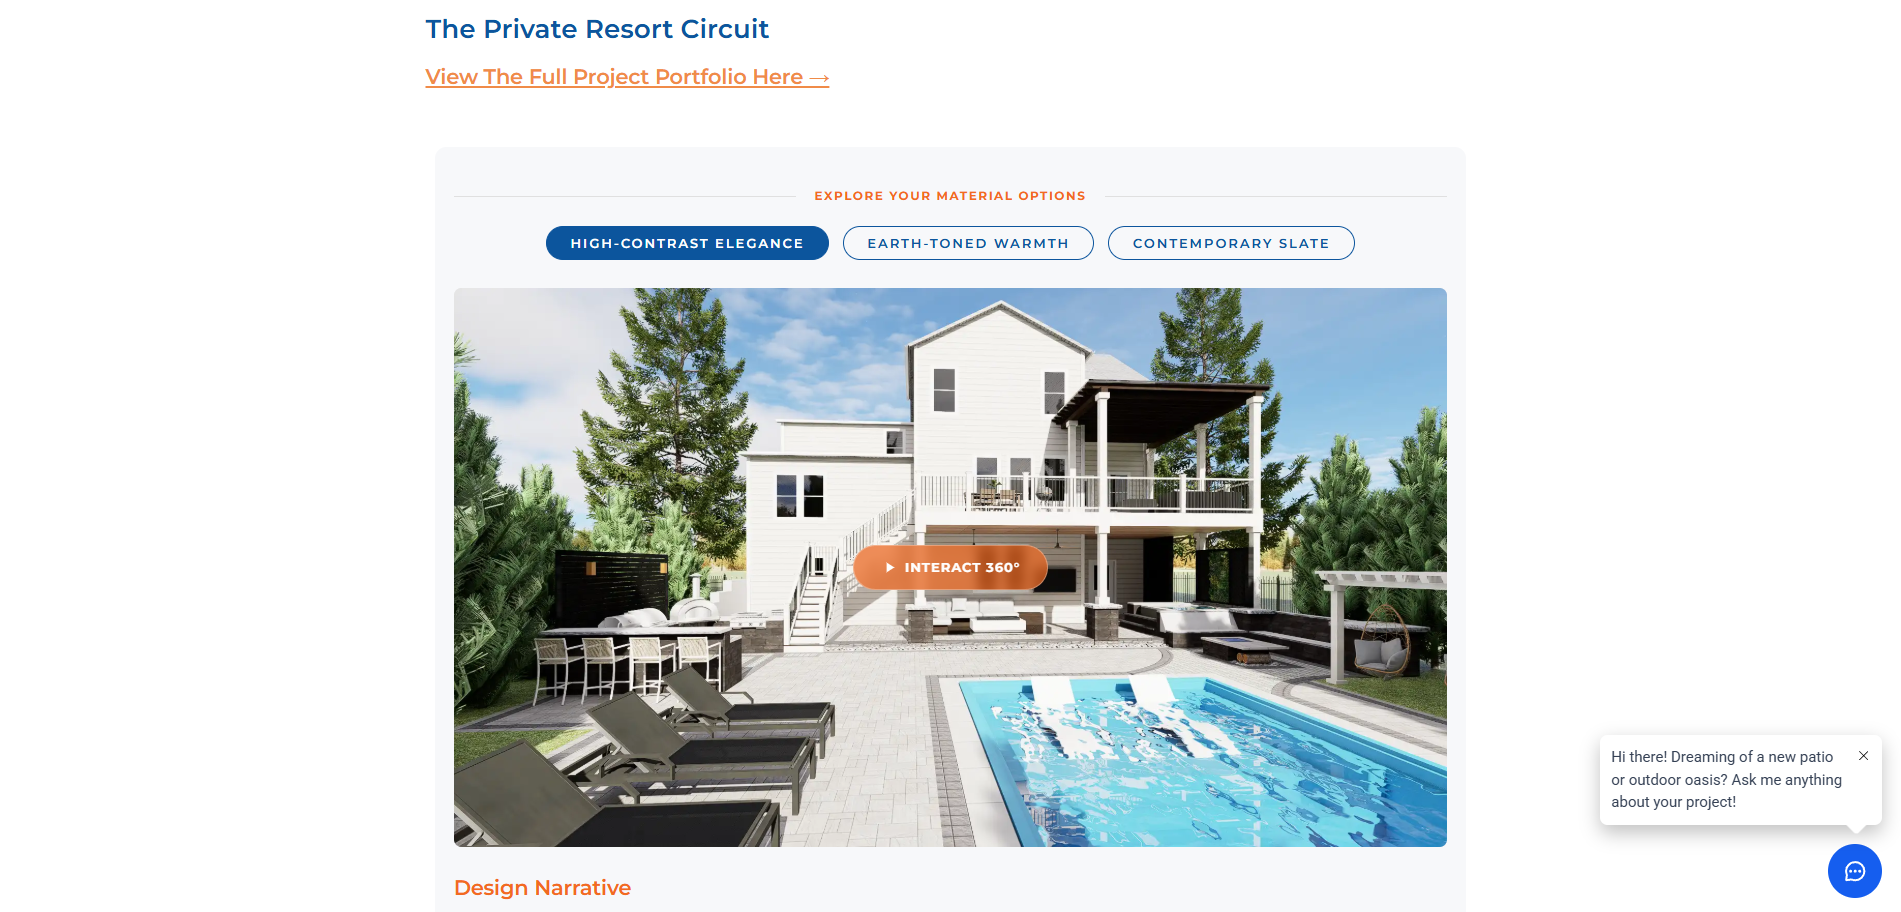 The Private Resort Circuit
View The Full Project Portfolio Here →
EXPLORE YOUR MATERIAL OPTIONS
HIGH-CONTRAST ELEGANCE
EARTH-TONED WARMTH
CONTEMPORARY SLATE
INTERACT 360°
Hi there! Dreaming of a new patio
or outdoor oasis? Ask me anything
about your project!
Design Narrative